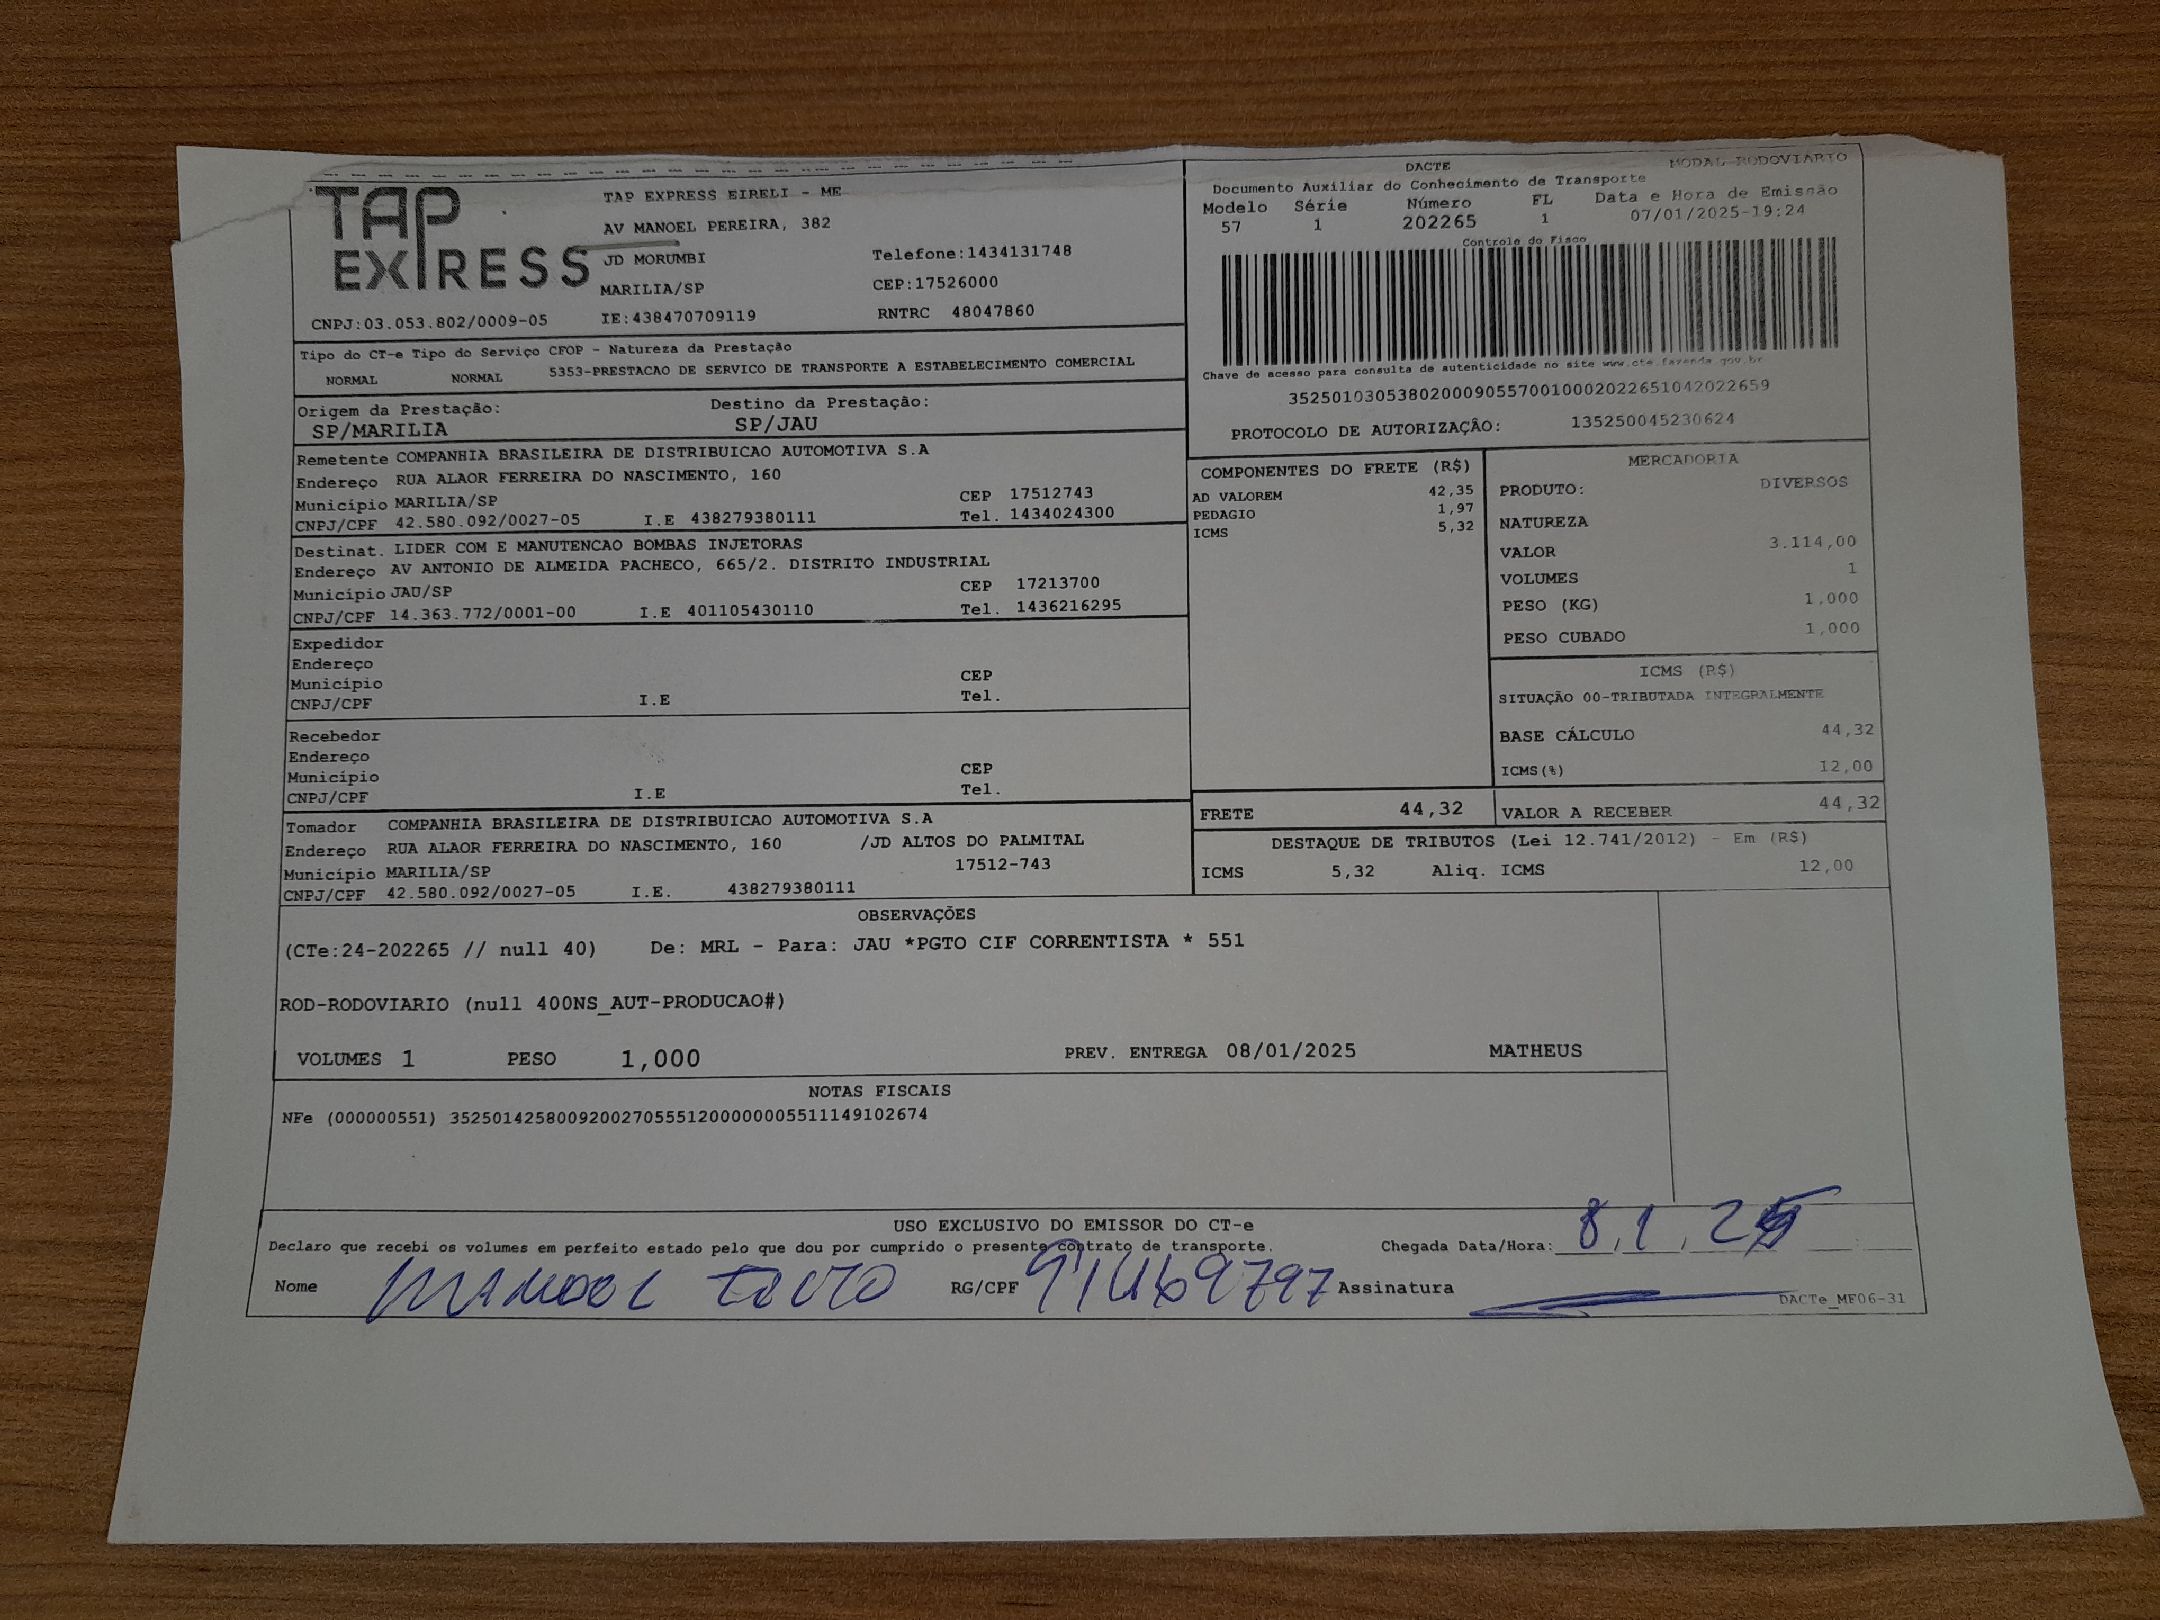 TAP EXPRESS
TAP EXPRESS EIRELI - ME
AV MANOEL PEREIRA, 382
JD MORUMBI Telefone:1434131748
MARILIA/SP CEP:17526000
CNPJ:03.053.802/0009-05 IE:438470709119 RNTRC 48047860
DACTE MODAL RODOVIARIO
Documento Auxiliar do Conhecimento de Transporte
Modelo Série Número FL Data e Hora de Emissão
57 1 202265 1 07/01/2025-19:24
Controle do Fisco
Chave de acesso para consulta de autenticidade no site www.cte.fazenda.gov.br
35250103053802000905570010002022651042022659
PROTOCOLO DE AUTORIZAÇÃO: 135250045230624
Tipo do CT-e Tipo do Serviço CFOP - Natureza da Prestação
NORMAL NORMAL 5353-PRESTACAO DE SERVICO DE TRANSPORTE A ESTABELECIMENTO COMERCIAL
Origem da Prestação: Destino da Prestação:
SP/MARILIA SP/JAU
Remetente COMPANHIA BRASILEIRA DE DISTRIBUICAO AUTOMOTIVA S.A
Endereço RUA ALAOR FERREIRA DO NASCIMENTO, 160
Município MARILIA/SP CEP 17512743
CNPJ/CPF 42.580.092/0027-05 I.E 438279380111 Tel. 1434024300
Destinat. LIDER COM E MANUTENCAO BOMBAS INJETORAS
Endereço AV ANTONIO DE ALMEIDA PACHECO, 665/2. DISTRITO INDUSTRIAL
Município JAU/SP CEP 17213700
CNPJ/CPF 14.363.772/0001-00 I.E 401105430110 Tel. 1436216295
Expedidor
Endereço
Município CEP
CNPJ/CPF I.E Tel.
Recebedor
Endereço
Município CEP
CNPJ/CPF I.E Tel.
Tomador COMPANHIA BRASILEIRA DE DISTRIBUICAO AUTOMOTIVA S.A
Endereço RUA ALAOR FERREIRA DO NASCIMENTO, 160 /JD ALTOS DO PALMITAL
Município MARILIA/SP 17512-743
CNPJ/CPF 42.580.092/0027-05 I.E. 438279380111
COMPONENTES DO FRETE (R$)
AD VALOREM 42,35
PEDAGIO 1,97
ICMS 5,32
MERCADORIA
PRODUTO: DIVERSOS
NATUREZA
VALOR 3.114,00
VOLUMES 1
PESO (KG) 1,000
PESO CUBADO 1,000
ICMS (R$)
SITUAÇÃO 00-TRIBUTADA INTEGRALMENTE
BASE CÁLCULO 44,32
ICMS(%) 12,00
FRETE 44,32 VALOR A RECEBER 44,32
DESTAQUE DE TRIBUTOS (Lei 12.741/2012) - Em (R$)
ICMS 5,32 Aliq. ICMS 12,00
OBSERVAÇÕES
(CTe:24-202265 // null 40) De: MRL - Para: JAU *PGTO CIF CORRENTISTA * 551
ROD-RODOVIARIO (null 400NS_AUT-PRODUCAO#)
VOLUMES 1 PESO 1,000 PREV. ENTREGA 08/01/2025 MATHEUS
NOTAS FISCAIS
NFe (000000551) 35250142580092002705551200000005511149102674
USO EXCLUSIVO DO EMISSOR DO CT-e
Declaro que recebi os volumes em perfeito estado pelo que dou por cumprido o presente contrato de transporte. Chegada Data/Hora: 8, 1, 25
Nome MANOEL RG/CPF Assinatura
DACTe_MF06-31